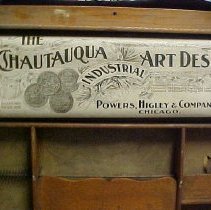 THE
CHAUTAUQUA ART DES
INDUSTRIAL
POWERS, HIGLEY & COMPAN
CHICAGO.